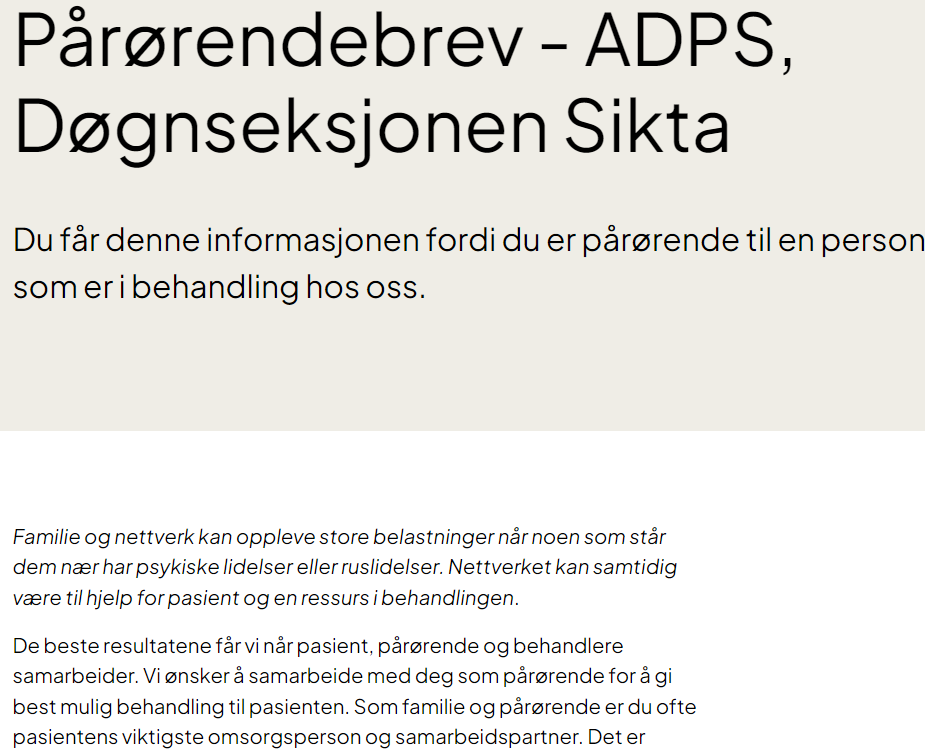 Pårørendebrev - ADPS,
Døgnseksjonen Sikta
Du får denne informasjonen fordi du er pårørende til en person
som er i behandling hos oss.
Familie og nettverk kan oppleve store belastninger når noen som står
dem nær har psykiske lidelser eller ruslidelser. Nettverket kan samtidig
være til hjelp for pasient og en ressurs i behandlingen.
De beste resultatene får vi når pasient, pårørende og behandlere
samarbeider. Vi ønsker å samarbeide med deg som pårørende for å gi
best mulig behandling til pasienten. Som familie og pårørende er du ofte
pasientens viktigste omsorgsperson og samarbeidspartner. Det er